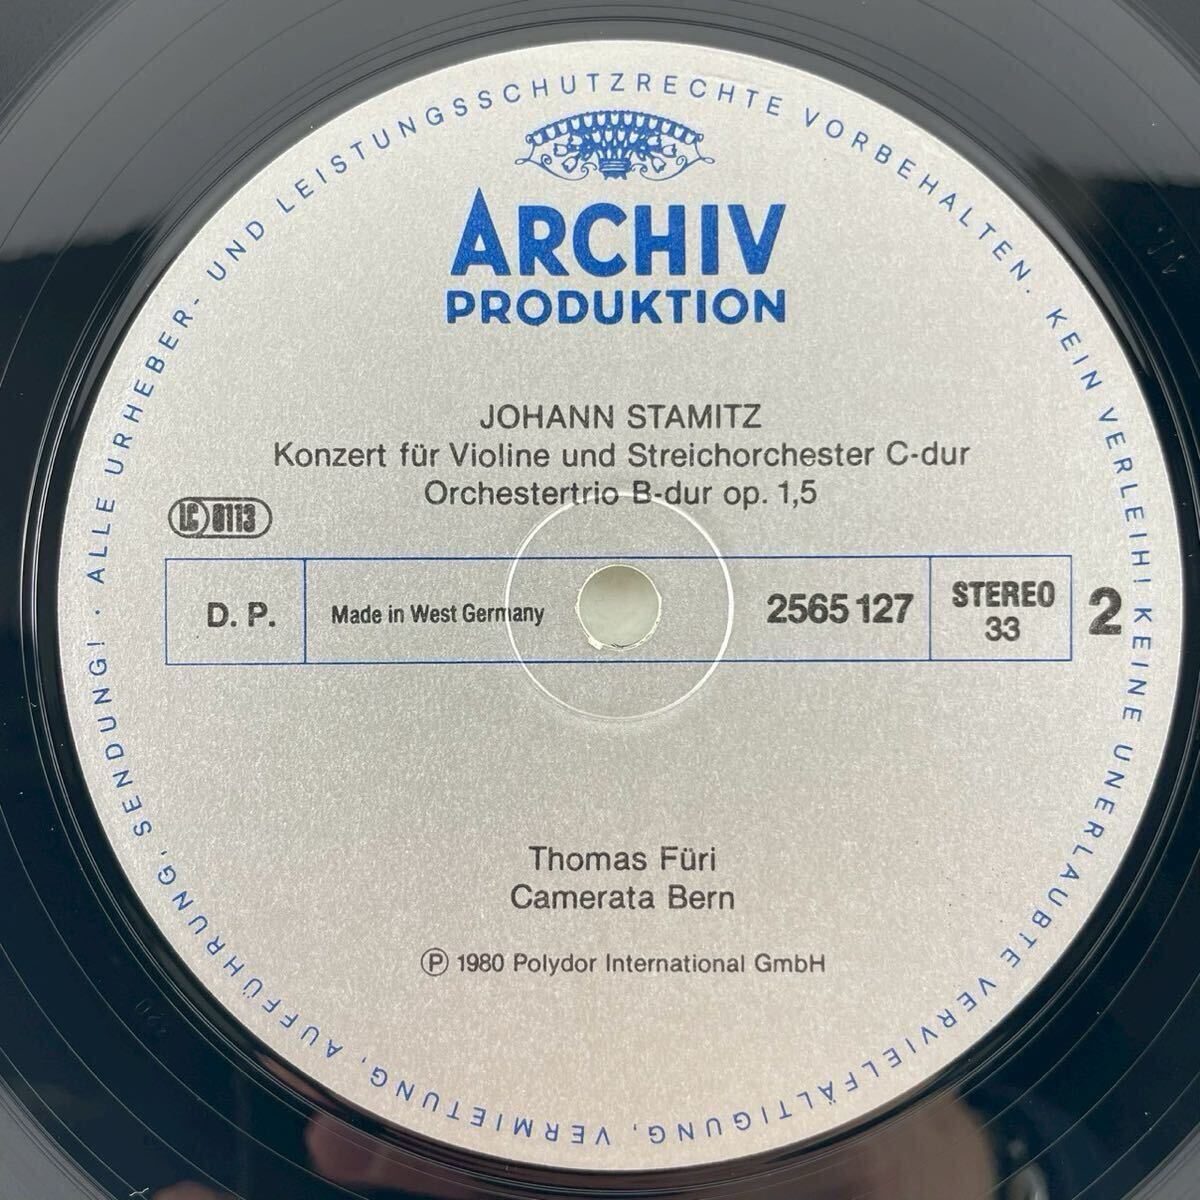 ALLE URHEBER- UND LEISTUNGSSCHUTZRECHTE VORBEHALTEN. KEIN VERLEIH! KEINE UNERLAUBTE VERVIELFÄLTIGUNG, VERMIETUNG, AUFFÜHRUNG, SENDUNG! ·
ARCHIV
PRODUKTION
JOHANN STAMITZ
Konzert für Violine und Streichorchester C-dur
Orchestertrio B-dur op. 1,5
LC 0113
D. P. Made in West Germany 2565 127 STEREO 33 2
Thomas Füri
Camerata Bern
Ⓟ 1980 Polydor International GmbH